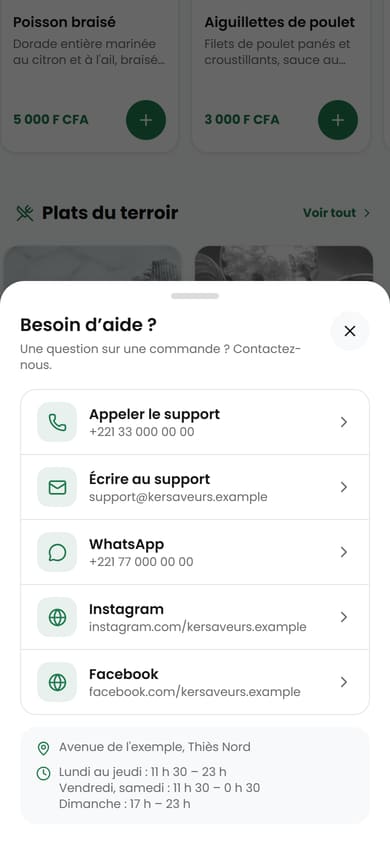 Poisson braisé
Aiguillettes de poulet
Dorade entière marinée
au citron et à l'ail, braisé…
Filets de poulet panés et
croustillants, sauce au…
5 000 F CFA
3 000 F CFA
Plats du terroir
Voir tout
Besoin d’aide ?
Une question sur une commande ? Contactez-
nous.
Appeler le support
+221 33 000 00 00
Écrire au support
support@kersaveurs.example
WhatsApp
+221 77 000 00 00
Instagram
instagram.com/kersaveurs.example
Facebook
facebook.com/kersaveurs.example
Avenue de l'exemple, Thiès Nord
Lundi au jeudi : 11 h 30 – 23 h
Vendredi, samedi : 11 h 30 – 0 h 30
Dimanche : 17 h – 23 h